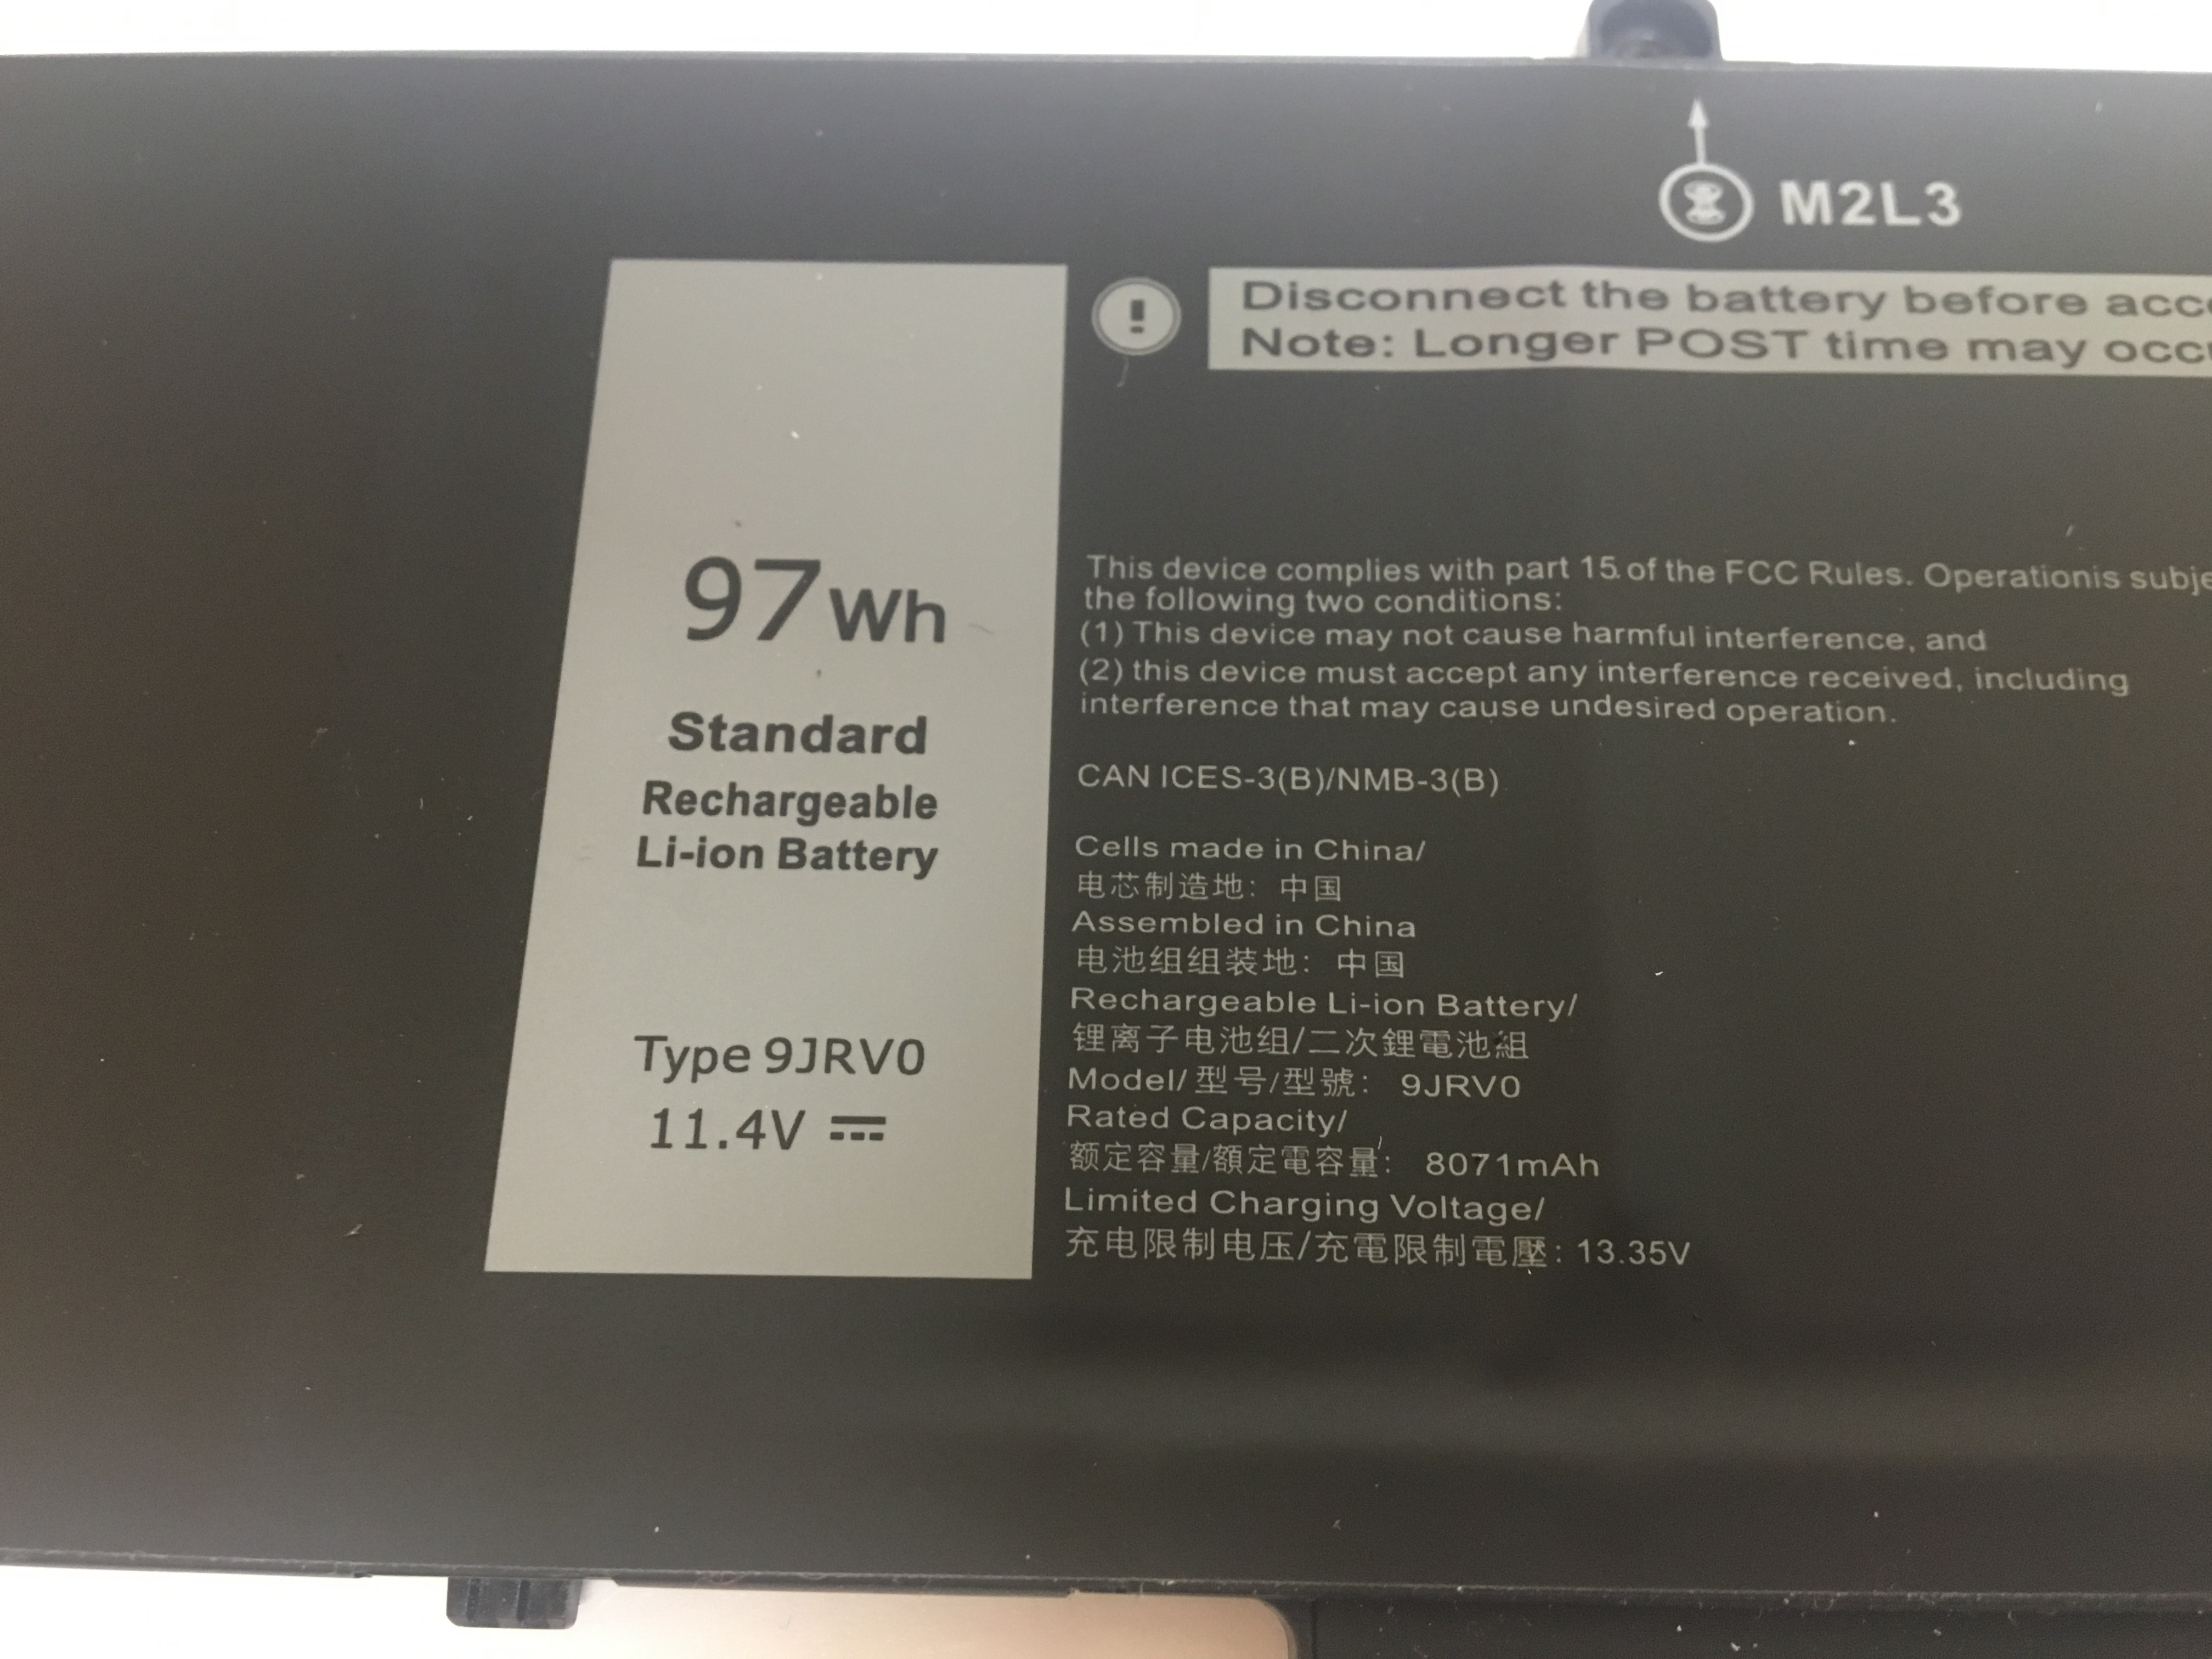 M2L3
Disconnect the battery before
Note: Longer POST time may
97Wh
Standard
Rechargeable
Li-ion Battery
Type 9JRV0
11.4V
This device complies with part 15.of the FCC Rules. Operationis
the following two conditions:
(1) This device may not cause harmful interference, and
(2) this device must accept any interference received, including
interference that may cause undesired operation.
CAN ICES-3(B)/NMB-3(B)
Cells made in China/
电芯制造地: 中国
Assembled in China
电池组组装地: 中国
Rechargeable Li-ion Battery/
锂离子电池组/二次鋰電池組
Model/型号/型號: 9JRV0
Rated Capacity/
额定容量/額定電容量: 8071mAh
Limited Charging Voltage/
充电限制电压/充電限制電壓: 13.35V